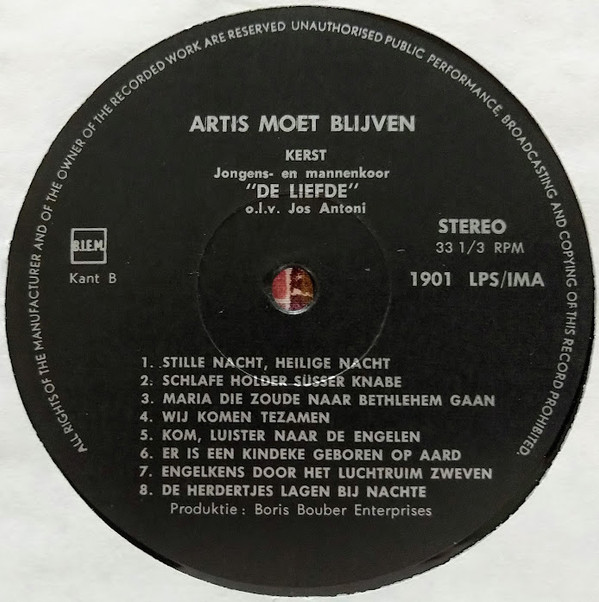 ALL RIGHTS OF THE MANUFACTURER AND OF THE OWNER OF THE RECORDED WORK ARE RESERVED UNAUTHORISED PUBLIC PERFORMANCE, BROADCASTING AND COPYING OF THIS RECORD PROHIBITED.
ARTIS MOET BLIJVEN
KERST
Jongens- en mannenkoor
"DE LIEFDE"
o.l.v. Jos Antoni
STEREO
33 1/3 RPM
B.I.E.M.
Kant B
1901 LPS/IMA
1. STILLE NACHT, HEILIGE NACHT
2. SCHLAFE HOLDER SÜSSER KNABE
3. MARIA DIE ZOUDE NAAR BETHLEHEM GAAN
4. WIJ KOMEN TEZAMEN
5. KOM, LUISTER NAAR DE ENGELEN
6. ER IS EEN KINDEKE GEBOREN OP AARD
7. ENGELKENS DOOR HET LUCHTRUIM ZWEVEN
8. DE HERDERTJES LAGEN BIJ NACHTE
Produktie: Boris Bouber Enterprises